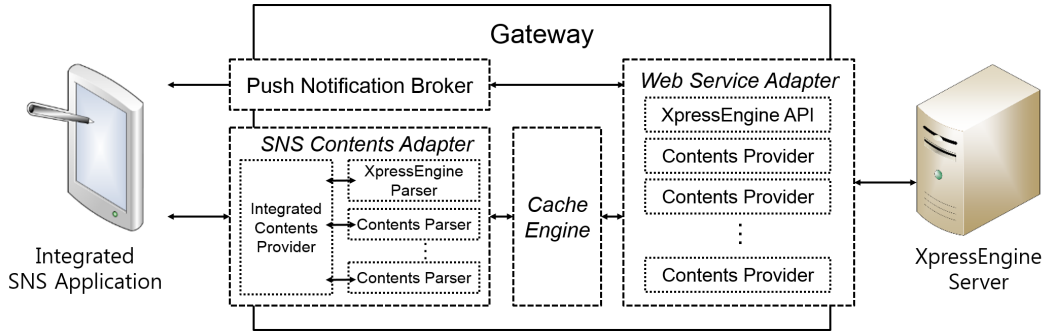 Gateway
Push Notification Broker
Web Service Adapter
XpressEngine API
Contents Provider
Contents Provider
⋮
Contents Provider
SNS Contents Adapter
Integrated
Contents
Provider
XpressEngine
Parser
Contents Parser
⋮
Contents Parser
Cache
Engine
Integrated
SNS Application
XpressEngine
Server